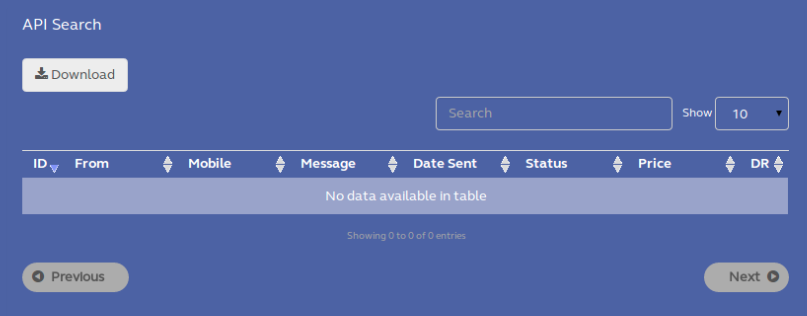 API Search
Download
Search Show 10
ID From Mobile Message Date Sent Status Price DR
No data available in table
Showing 0 to 0 of 0 entries
Previous Next